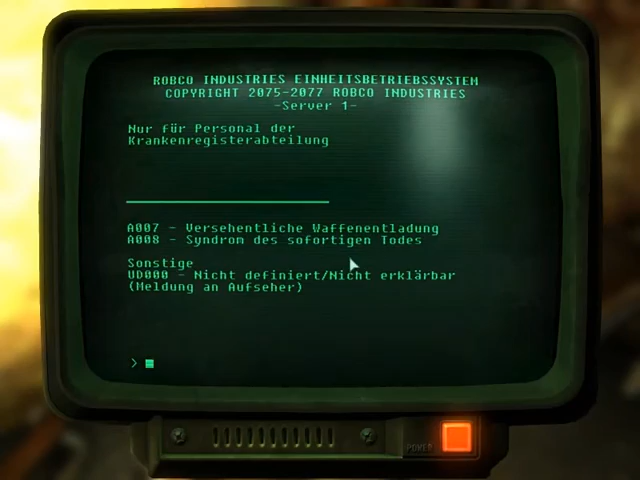 ROBCO INDUSTRIES EINHEITSBETRIEBSSYSTEM
COPYRIGHT 2075-2077 ROBCO INDUSTRIES
-Server 1-
Nur für Personal der
Krankenregisterabteilung
A007 - Versehentliche Waffenentladung
A008 - Syndrom des sofortigen Todes
Sonstige
UD000 - Nicht definiert/Nicht erklärbar
(Meldung an Aufseher)
>
POWER